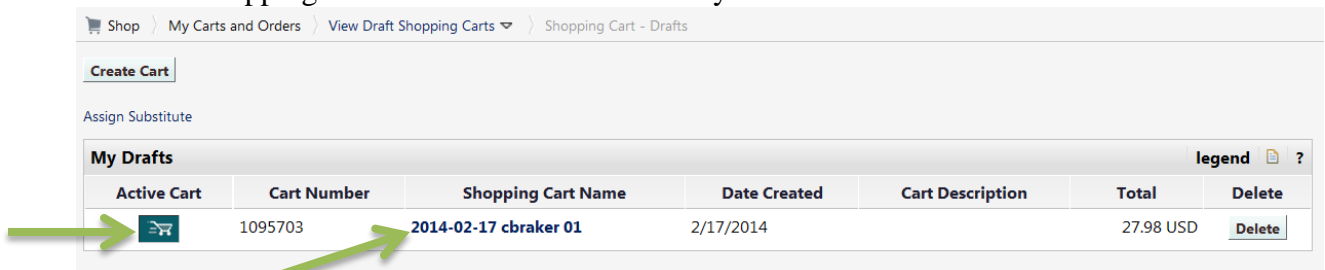 Shop My Carts and Orders View Draft Shopping Carts Shopping Cart - Drafts
Create Cart
Assign Substitute
My Drafts legend ?
Active Cart Cart Number Shopping Cart Name Date Created Cart Description Total Delete
1095703 2014-02-17 cbraker 01 2/17/2014 27.98 USD Delete